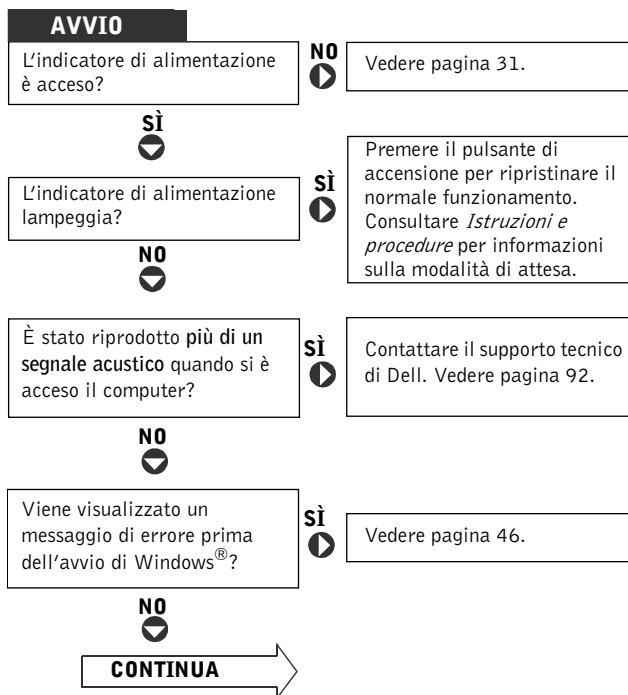 AVVIO
L'indicatore di alimentazione
è acceso?
NO
Vedere pagina 31.
SÌ
L'indicatore di alimentazione
lampeggia?
SÌ
Premere il pulsante di
accensione per ripristinare il
normale funzionamento.
Consultare Istruzioni e
procedure per informazioni
sulla modalità di attesa.
NO
È stato riprodotto più di un
segnale acustico quando si è
acceso il computer?
SÌ
Contattare il supporto tecnico
di Dell. Vedere pagina 92.
NO
Viene visualizzato un
messaggio di errore prima
dell'avvio di Windows®?
SÌ
Vedere pagina 46.
NO
CONTINUA